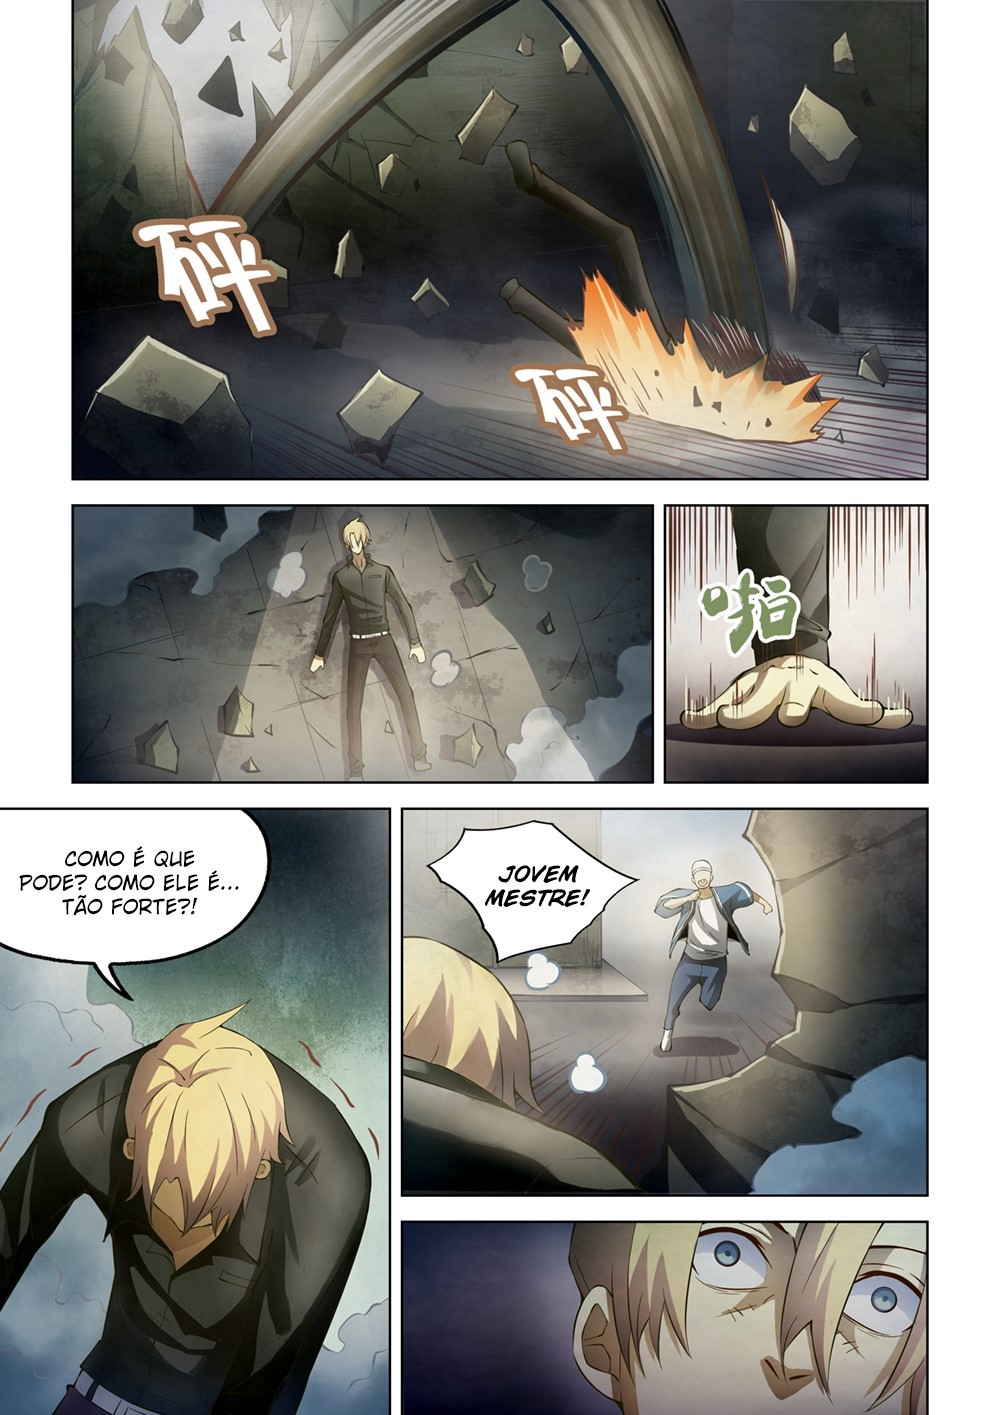 砰
砰
啪
COMO É QUE
PODE? COMO ELE É...
TÃO FORTE?!
JOVEM
MESTRE!